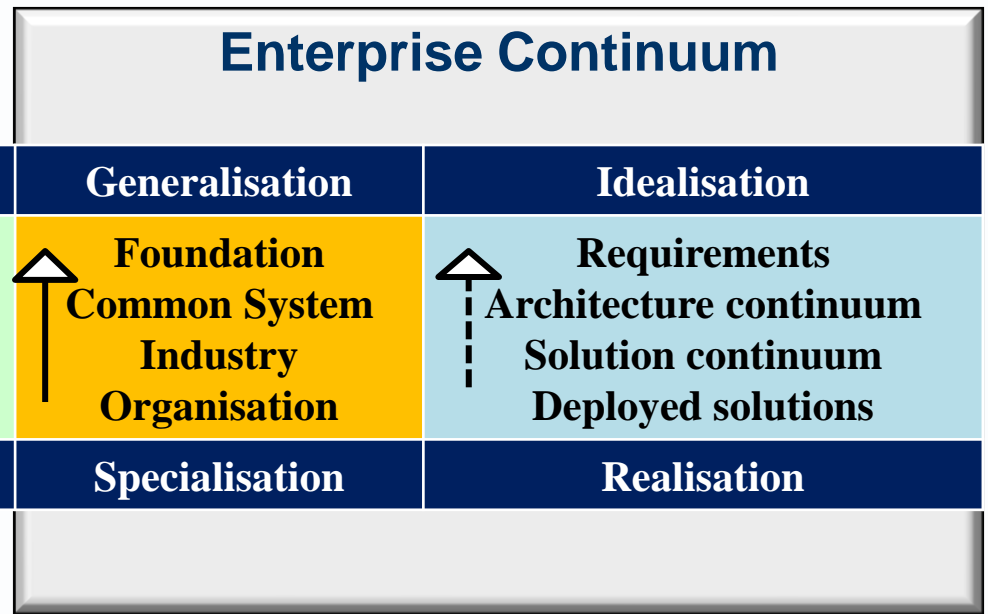 Enterprise Continuum
Generalisation
Idealisation
Foundation
Common System
Industry
Organisation
Requirements
Architecture continuum
Solution continuum
Deployed solutions
Specialisation
Realisation